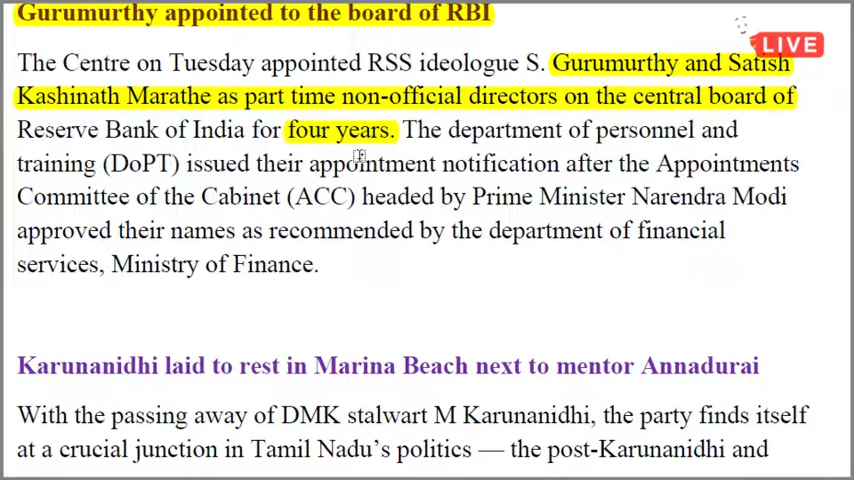 Gurumurthy appointed to the board of RBI
LIVE
The Centre on Tuesday appointed RSS ideologue S. Gurumurthy and Satish
Kashinath Marathe as part time non-official directors on the central board of
Reserve Bank of India for four years. The department of personnel and
training (DoPT) issued their appointment notification after the Appointments
Committee of the Cabinet (ACC) headed by Prime Minister Narendra Modi
approved their names as recommended by the department of financial
services, Ministry of Finance.
Karunanidhi laid to rest in Marina Beach next to mentor Annadurai
With the passing away of DMK stalwart M Karunanidhi, the party finds itself
at a crucial junction in Tamil Nadu’s politics — the post-Karunanidhi and